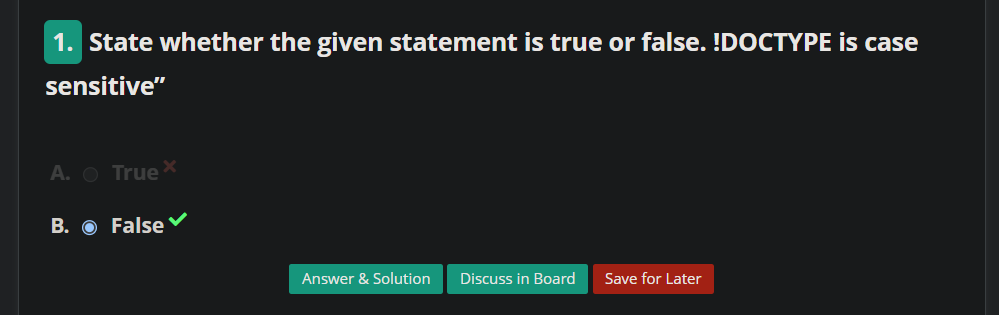 1. State whether the given statement is true or false. !DOCTYPE is case
sensitive”
A. True
B. False
Answer & Solution Discuss in Board Save for Later